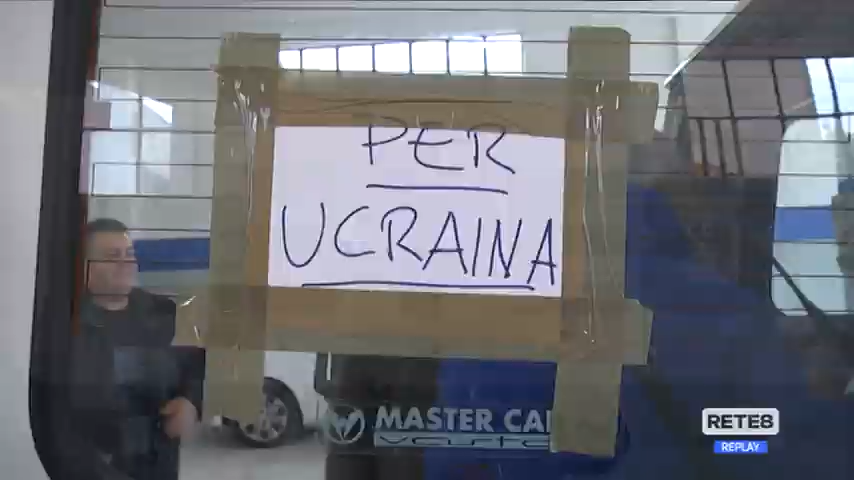 PER
UCRAINA
MASTER CA
RETE8
REPLAY